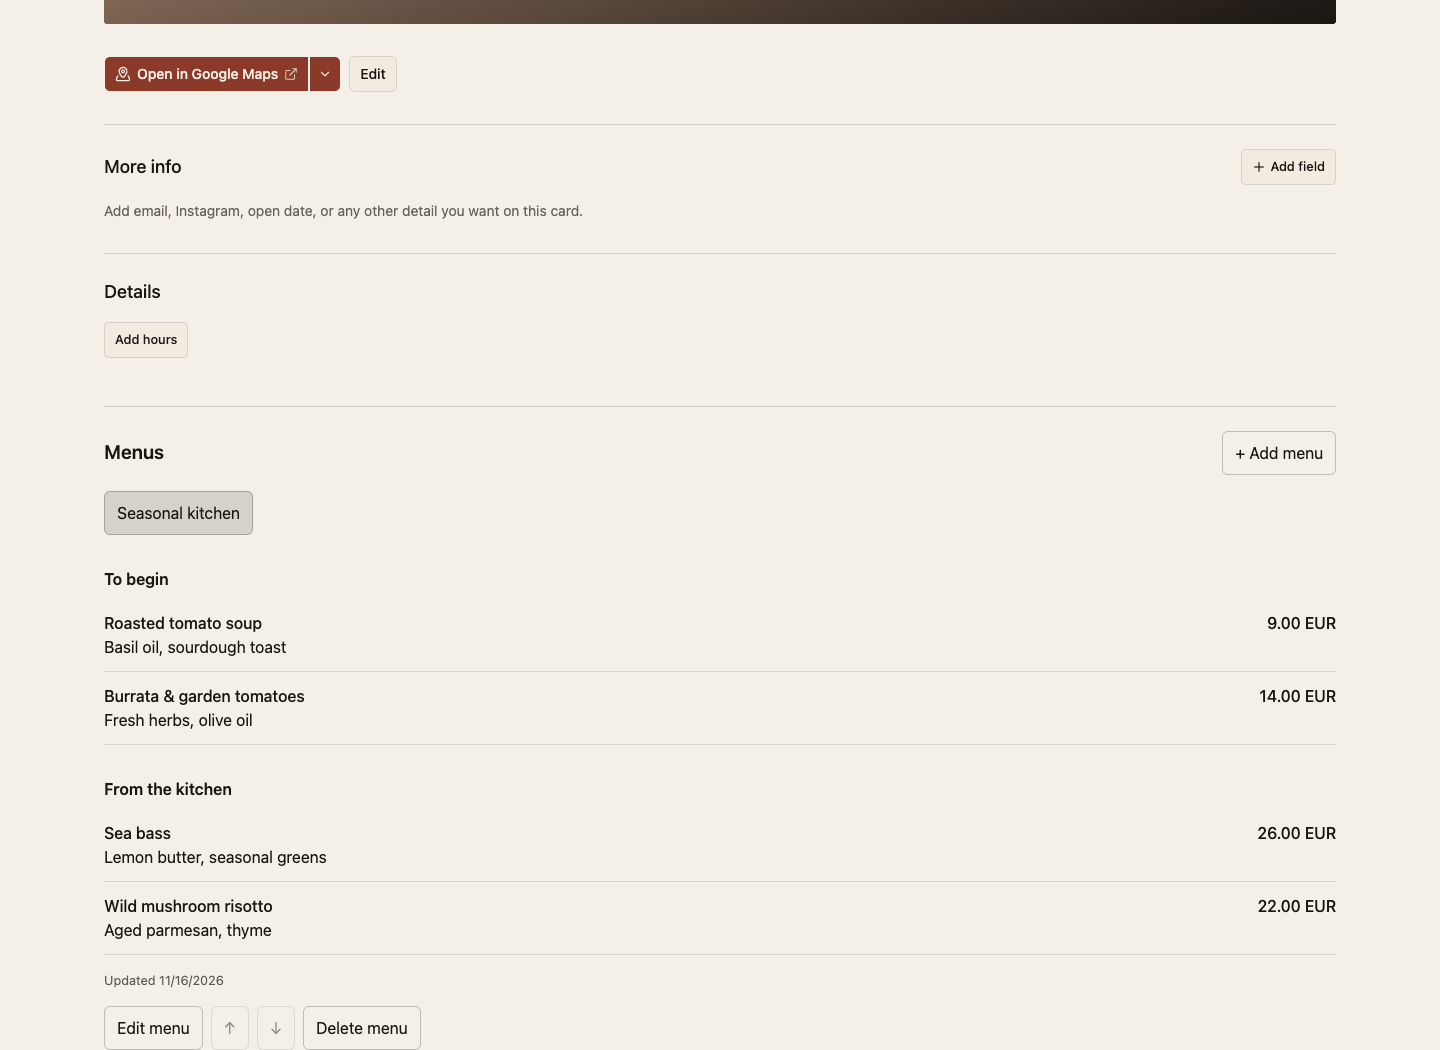 Open in Google Maps
Edit
More info
+ Add field
Add email, Instagram, open date, or any other detail you want on this card.
Details
Add hours
Menus
+ Add menu
Seasonal kitchen
To begin
Roasted tomato soup
9.00 EUR
Basil oil, sourdough toast
Burrata & garden tomatoes
14.00 EUR
Fresh herbs, olive oil
From the kitchen
Sea bass
26.00 EUR
Lemon butter, seasonal greens
Wild mushroom risotto
22.00 EUR
Aged parmesan, thyme
Updated 11/16/2026
Edit menu
↑
↓
Delete menu